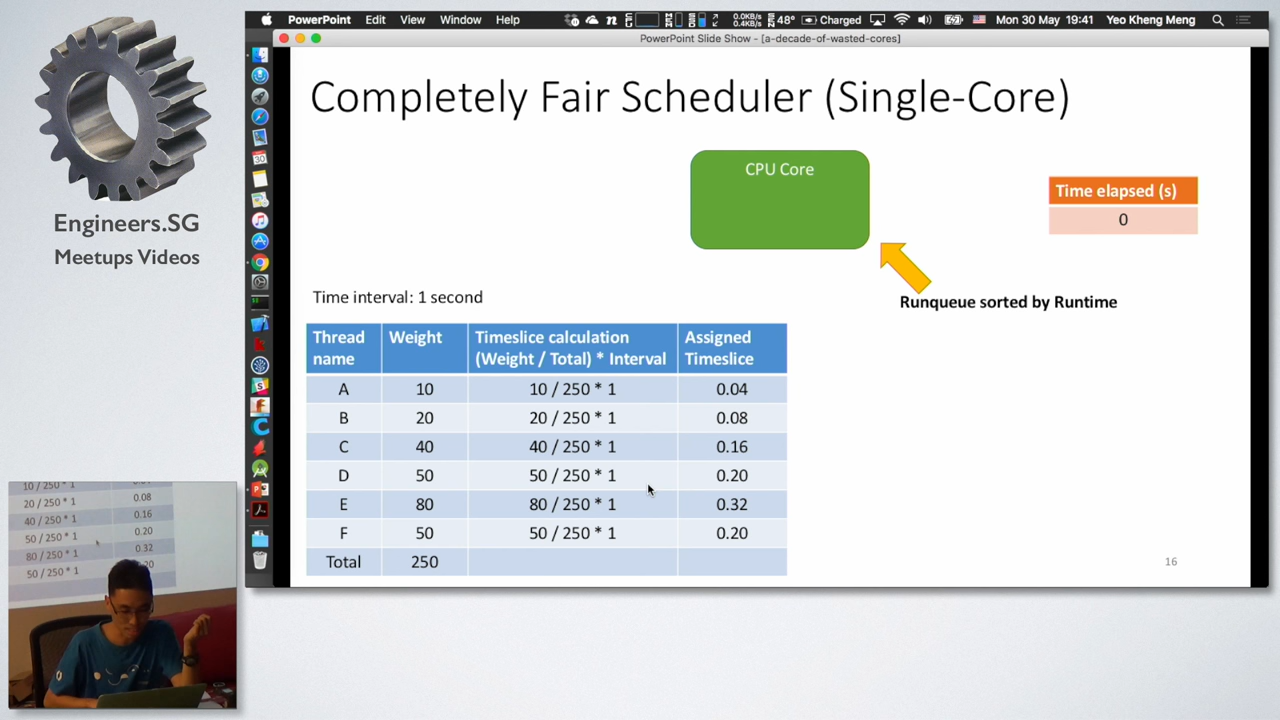 PowerPoint Edit View Window Help
0.0KB/s
0.4KB/s
48° Charged Mon 30 May 19:41 Yeo Kheng Meng
PowerPoint Slide Show - [a-decade-of-wasted-cores]
Completely Fair Scheduler (Single-Core)
CPU Core
Time elapsed (s)
0
Runqueue sorted by Runtime
Time interval: 1 second
Thread name Weight Timeslice calculation (Weight / Total) * Interval Assigned Timeslice
A 10 10 / 250 * 1 0.04
B 20 20 / 250 * 1 0.08
C 40 40 / 250 * 1 0.16
D 50 50 / 250 * 1 0.20
E 80 80 / 250 * 1 0.32
F 50 50 / 250 * 1 0.20
Total 250
16
Engineers.SG
Meetups Videos
10 / 250 * 1
20 / 250 * 1 0.08
40 / 250 * 1 0.16
50 / 250 * 1 0.20
80 / 250 * 1 0.32
50 / 250 * 1